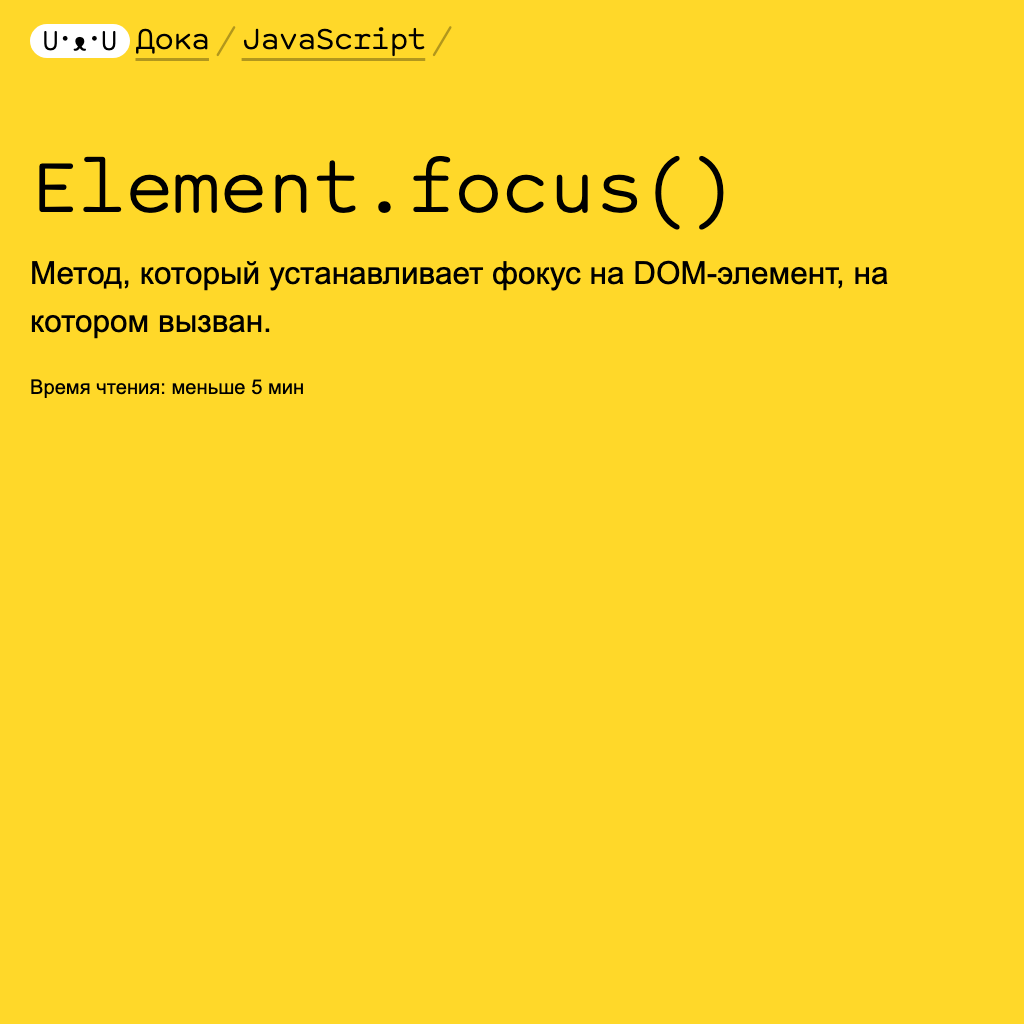 U·ᴥ·U Дока / JavaScript /
Element.focus()
Метод, который устанавливает фокус на DOM-элемент, на
котором вызван.
Время чтения: меньше 5 мин